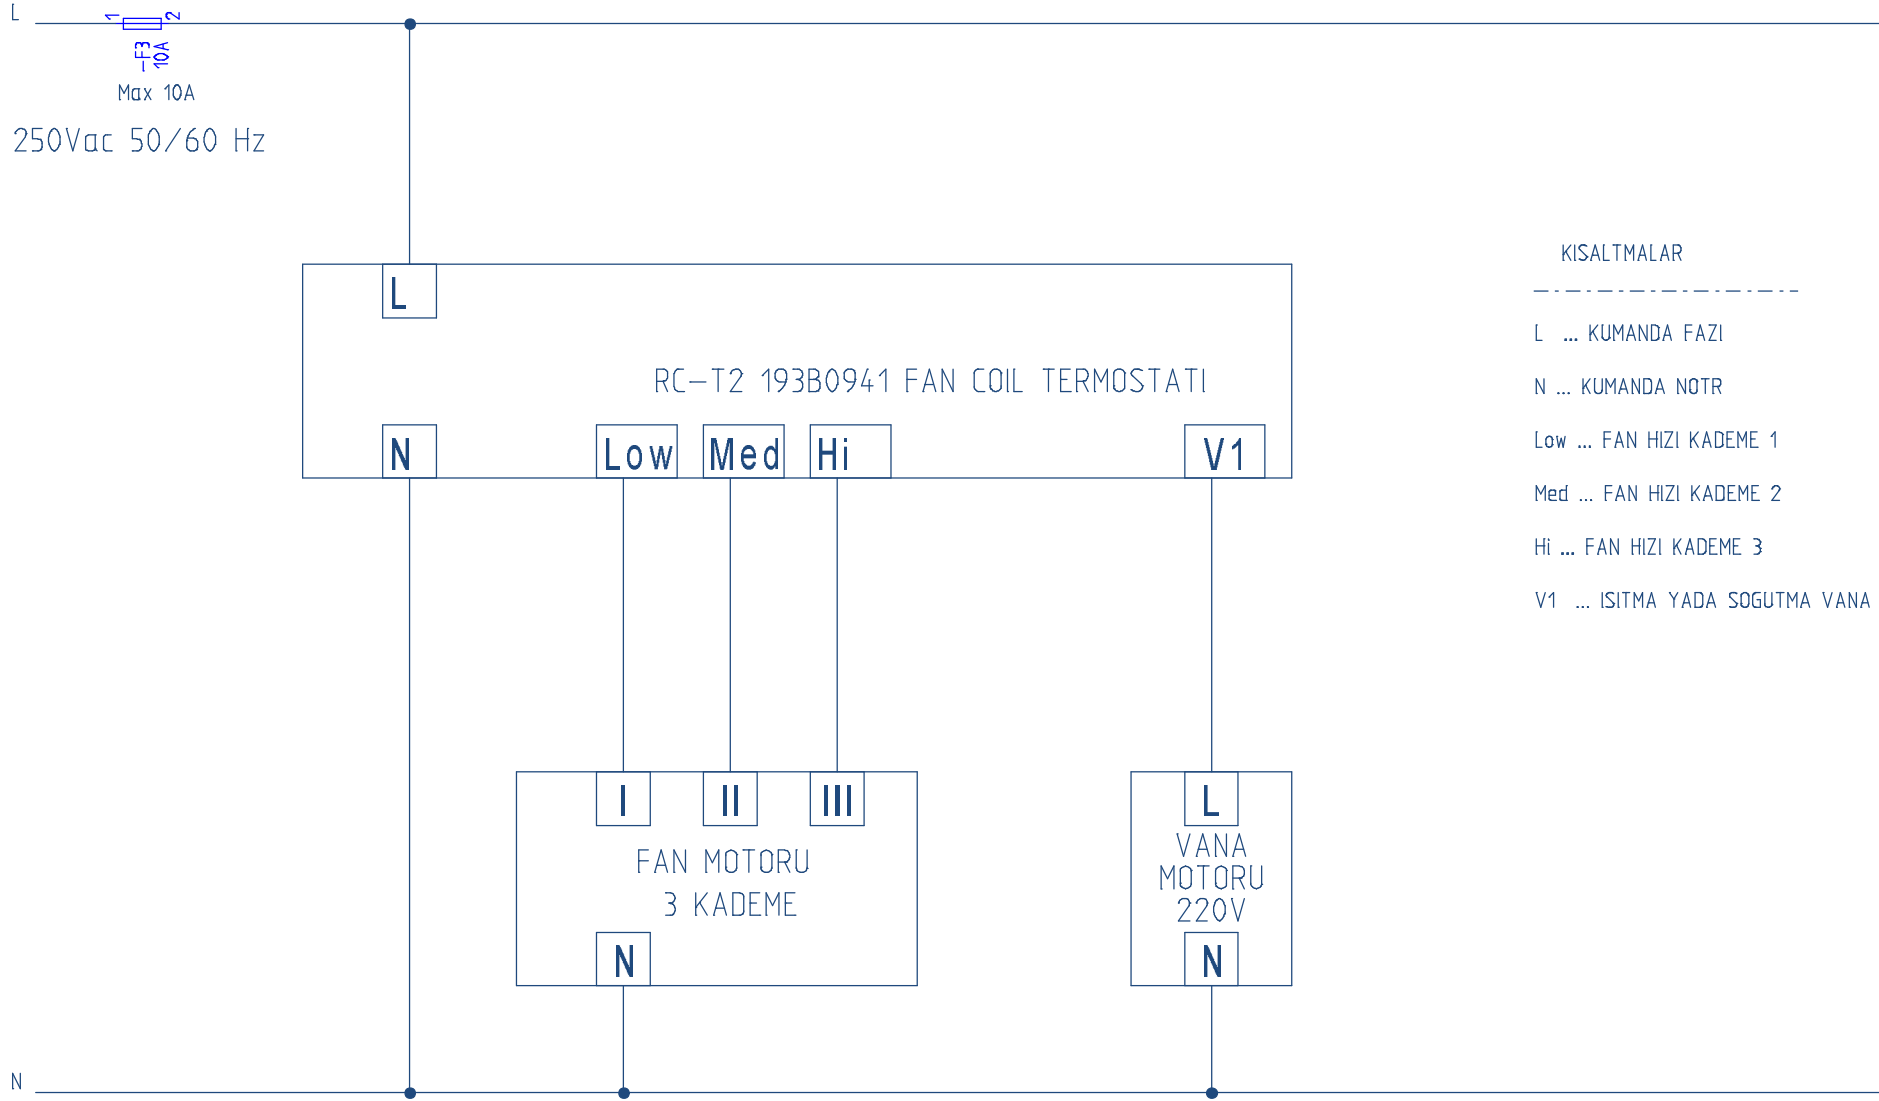 L
1 2
-F3
10A
Max 10A
250Vac 50/60 Hz
L
RC-T2 193B0941 FAN COIL TERMOSTATI
N Low Med Hi V1
KISALTMALAR
L ... KUMANDA FAZI
N ... KUMANDA NOTR
Low ... FAN HIZI KADEME 1
Med ... FAN HIZI KADEME 2
Hi ... FAN HIZI KADEME 3
V1 ... ISITMA YADA SOGUTMA VANA
I II III
FAN MOTORU
3 KADEME
N
L
VANA
MOTORU
220V
N
N